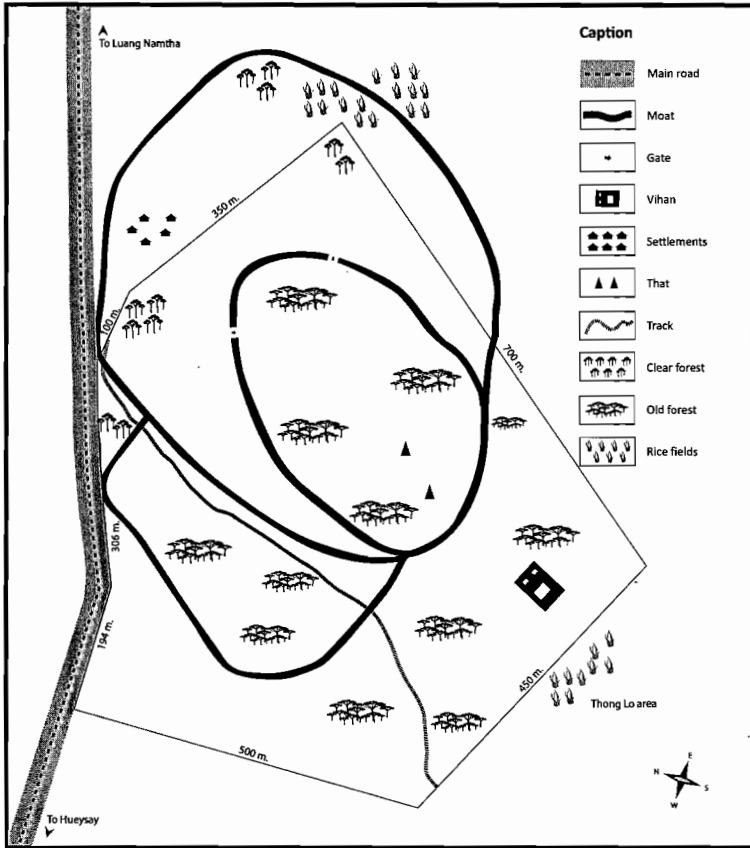 To Luang Namtha
Caption
Main road
Moat
Gate
Vihan
Settlements
That
Track
Clear forest
Old forest
Rice fields
350 m.
100 m.
700 m.
306 m.
194 m.
450 m.
500 m.
Thong Lo area
E
N
S
W
To Hueysay